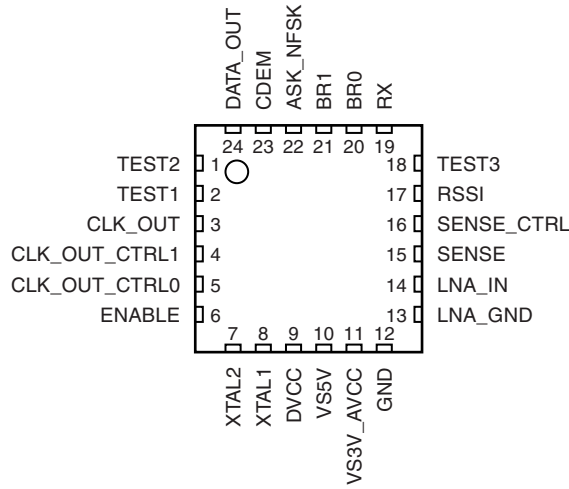 DATA_OUT
CDEM
ASK_NFSK
BR1
BR0
RX
24 23 22 21 20 19
TEST2 1 18 TEST3
TEST1 2 17 RSSI
CLK_OUT 3 16 SENSE_CTRL
CLK_OUT_CTRL1 4 15 SENSE
CLK_OUT_CTRL0 5 14 LNA_IN
ENABLE 6 13 LNA_GND
7 8 9 10 11 12
XTAL2
XTAL1
DVCC
VS5V
VS3V_AVCC
GND